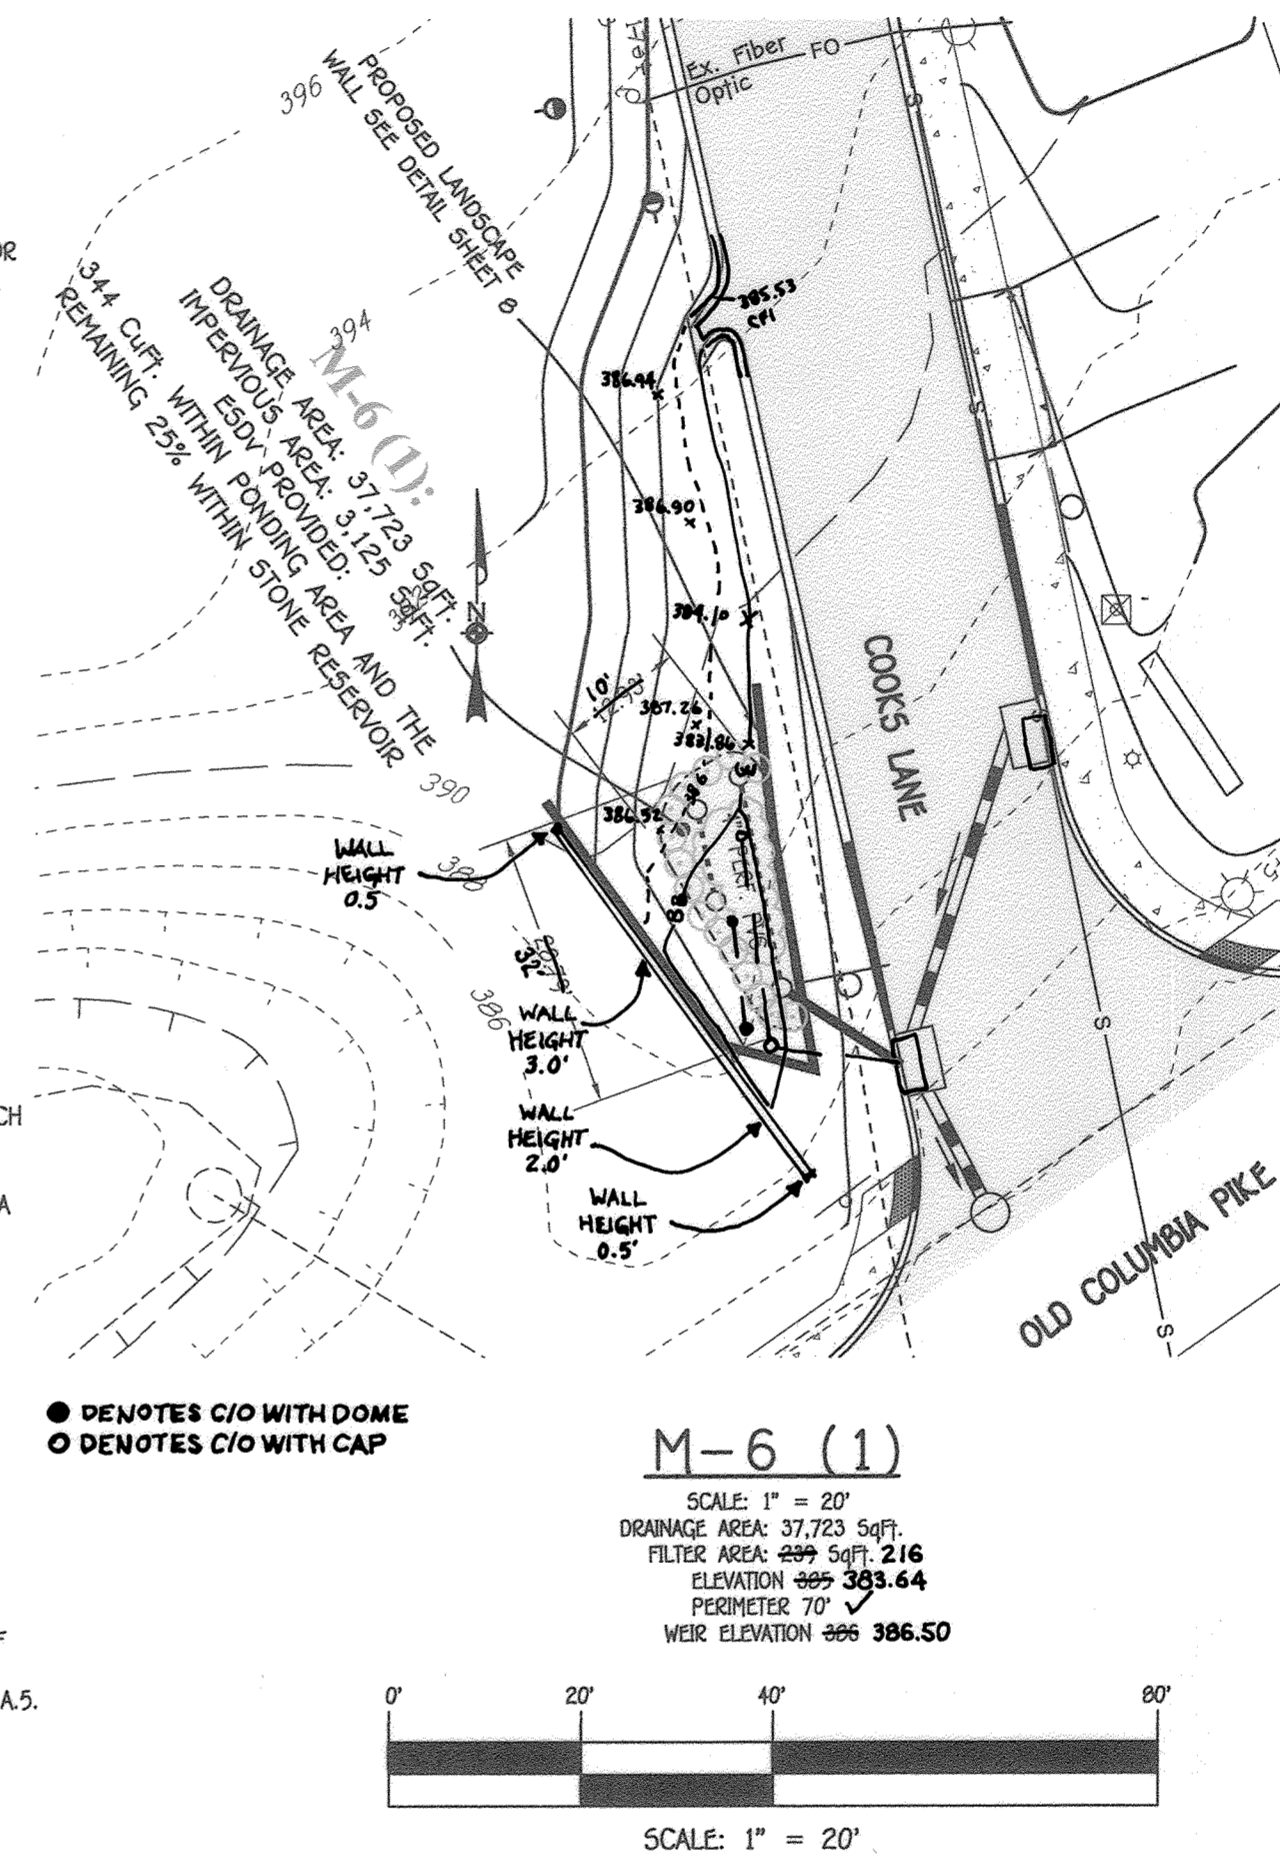 396
PROPOSED LANDSCAPE
WALL SEE DETAIL SHEET 8
Ex. Fiber
Optic
FO
S
OR
394
M-6 (1):
DRAINAGE AREA: 37,723 SqFt.
IMPERVIOUS AREA: 3,125 SqFt.
ESDv PROVIDED:
344 CuFt. WITHIN PONDING AREA AND THE
REMAINING 25% WITHIN STONE RESERVOIR
385.53
CFI
386.94
386.90
S
384.10
N
COOKS LANE
10'
387.26
383.86
386
386.52
390
388
WALL
HEIGHT
0.5
32'
386
WALL
HEIGHT
3.0'
WALL
HEIGHT
2.0'
WALL
HEIGHT
0.5'
S
CH
A
OLD COLUMBIA PIKE
S
● DENOTES C/O WITH DOME
O DENOTES C/O WITH CAP
M-6 (1)
SCALE: 1" = 20'
DRAINAGE AREA: 37,723 SqFt.
FILTER AREA: 239 SqFt. 216
ELEVATION 385 383.64
PERIMETER 70' ✓
WEIR ELEVATION 386 386.50
A.5.
0' 20' 40' 80'
SCALE: 1" = 20'